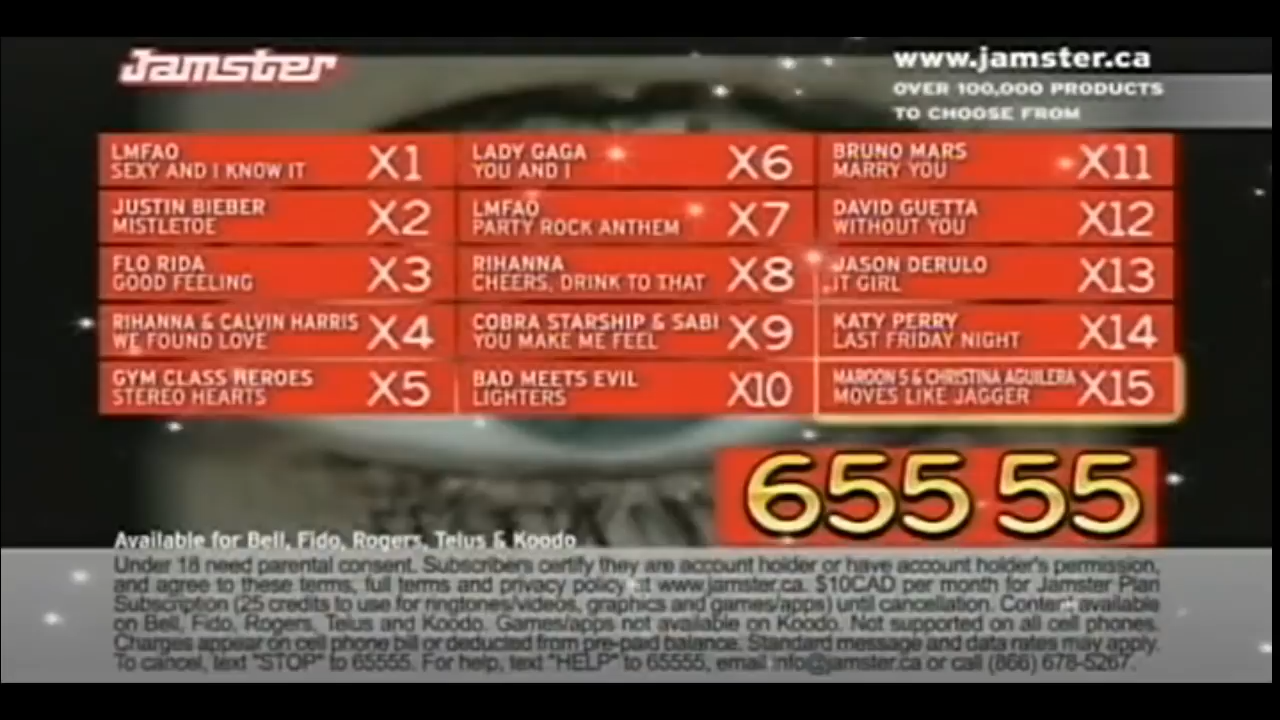 Jamster
www.jamster.ca
OVER 100,000 PRODUCTS
TO CHOOSE FROM
LMFAO
SEXY AND I KNOW IT X1
JUSTIN BIEBER
MISTLETOE X2
FLO RIDA
GOOD FEELING X3
RIHANNA & CALVIN HARRIS
WE FOUND LOVE X4
GYM CLASS HEROES
STEREO HEARTS X5
LADY GAGA
YOU AND I X6
LMFAO
PARTY ROCK ANTHEM X7
RIHANNA
CHEERS, DRINK TO THAT X8
COBRA STARSHIP & SABI
YOU MAKE ME FEEL X9
BAD MEETS EVIL
LIGHTERS X10
BRUNO MARS
MARRY YOU X11
DAVID GUETTA
WITHOUT YOU X12
JASON DERULO
IT GIRL X13
KATY PERRY
LAST FRIDAY NIGHT X14
MAROON 5 & CHRISTINA AGUILERA
MOVES LIKE JAGGER X15
655 55
Available for Bell, Fido, Rogers, Telus & Koodo
Under 18 need parental consent. Subscribers certify they are account holder or have account holder's permission,
and agree to these terms, full terms and privacy policy at www.jamster.ca. $10CAD per month for Jamster Plan
Subscription (25 credits to use for ringtones/videos, graphics and games/apps) until cancellation. Content available
on Bell, Fido, Rogers, Telus and Koodo. Games/apps not available on Koodo. Not supported on all cell phones.
Charges appear on cell phone bill or deducted from pre-paid balance. Standard message and data rates may apply.
To cancel, text "STOP" to 65555. For help, text "HELP" to 65555, email info@jamster.ca or call (866) 678-5267.